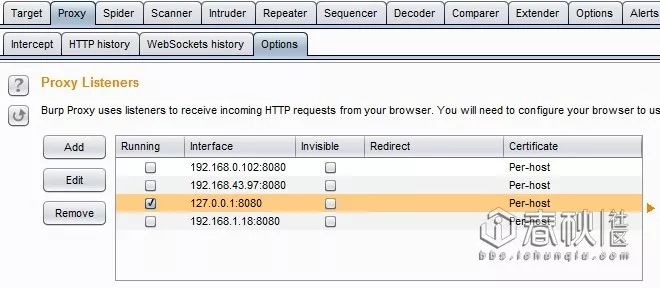 Target Proxy Spider Scanner Intruder Repeater Sequencer Decoder Comparer Extender Options Alerts
Intercept HTTP history WebSockets history Options
? Proxy Listeners
Burp Proxy uses listeners to receive incoming HTTP requests from your browser. You will need to configure your browser to us
Add
Edit
Remove
Running Interface Invisible Redirect Certificate
192.168.0.102:8080 Per-host
192.168.43.97:8080 Per-host
127.0.0.1:8080 Per-host
192.168.1.18:8080 Per-host
春秋社区
bbs.ichunqiu.com